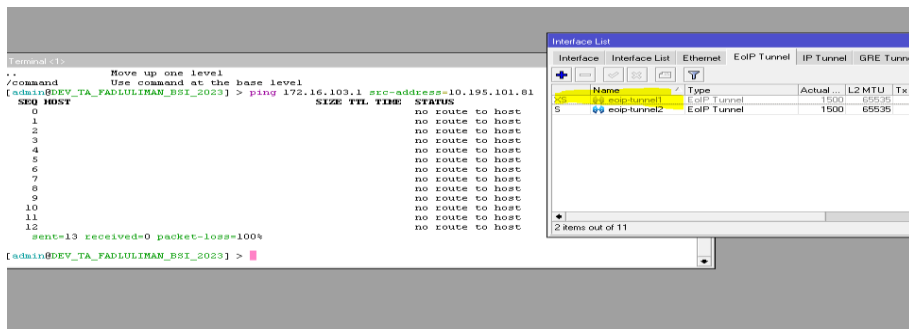 Terminal <1>
.. Move up one level
/command Use command at the base level
[admin@DEV_TA_FADLULIMAN_BSI_2023] > ping 172.16.103.1 src-address=10.195.101.81
SEQ HOST SIZE TTL TIME STATUS
0 no route to host
1 no route to host
2 no route to host
3 no route to host
4 no route to host
5 no route to host
6 no route to host
7 no route to host
8 no route to host
9 no route to host
10 no route to host
11 no route to host
12 no route to host
sent=13 received=0 packet-loss=100%
[admin@DEV_TA_FADLULIMAN_BSI_2023] >
Interface List
Interface Interface List Ethernet EoIP Tunnel IP Tunnel GRE Tunn
Name Type Actual ... L2 MTU Tx
XS eoip-tunnel1 EoIP Tunnel 1500 65535
S eoip-tunnel2 EoIP Tunnel 1500 65535
2 items out of 11